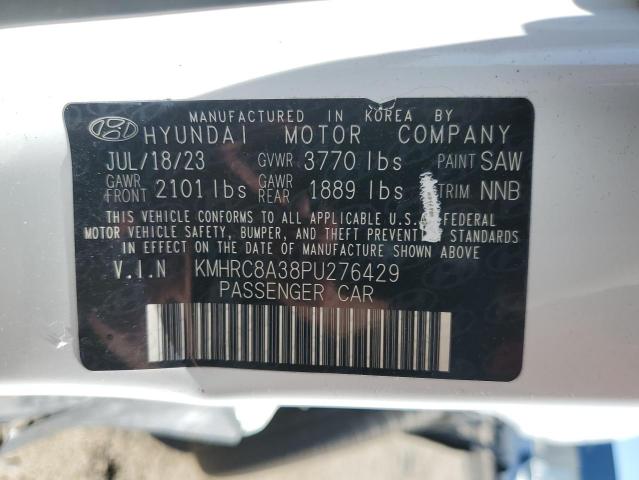 MANUFACTURED IN KOREA BY
HYUNDAI MOTOR COMPANY
JUL/18/23 GVWR 3770 lbs PAINT SAW
GAWR FRONT 2101 lbs GAWR REAR 1889 lbs TRIM NNB
THIS VEHICLE CONFORMS TO ALL APPLICABLE U.S.A. FEDERAL
MOTOR VEHICLE SAFETY, BUMPER, AND THEFT PREVENTION STANDARDS
IN EFFECT ON THE DATE OF MANUFACTURE SHOWN ABOVE
V.I.N KMHRC8A38PU276429
PASSENGER CAR